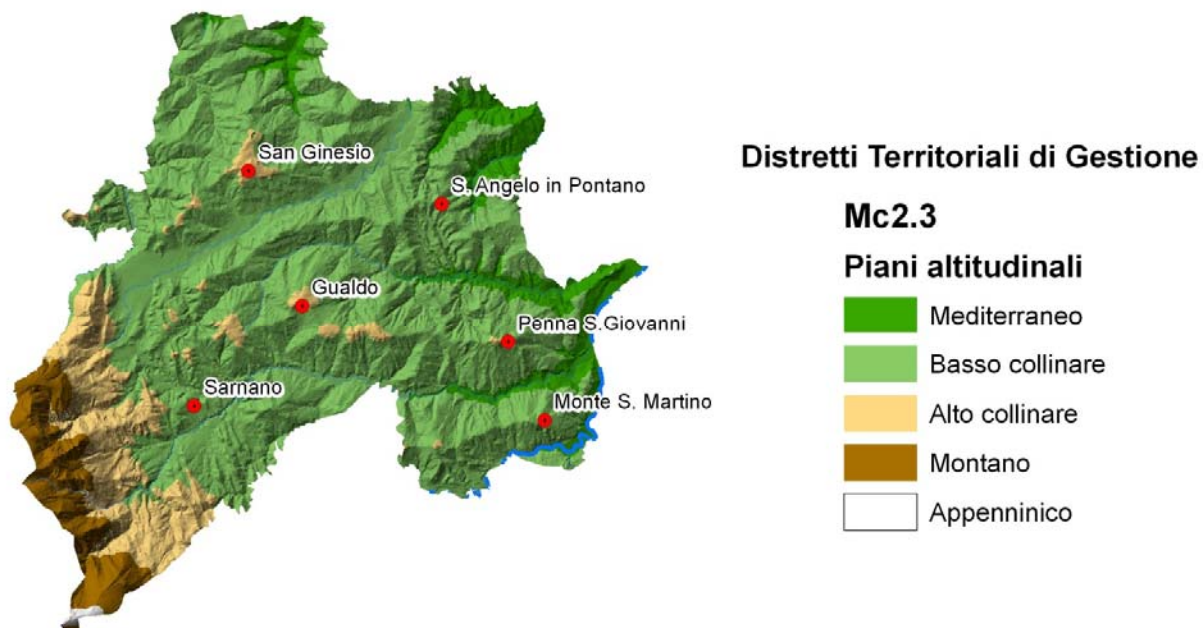 San Ginesio
S. Angelo in Pontano
Gualdo
Penna S.Giovanni
Sarnano
Monte S. Martino
Distretti Territoriali di Gestione
Mc2.3
Piani altitudinali
Mediterraneo
Basso collinare
Alto collinare
Montano
Appenninico